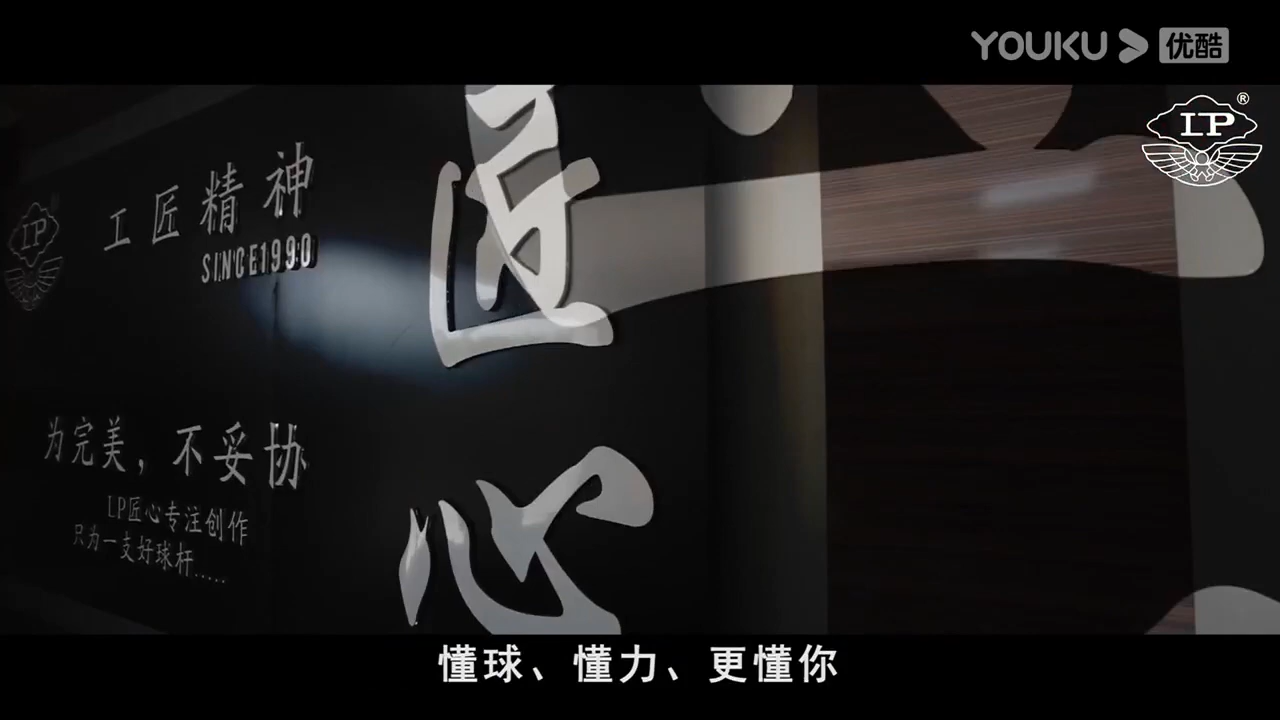 YOUKU 优酷
LP®
LP
工匠精神
SINCE1990
匠心
为完美，不妥协
LP匠心专注创作
只为一支好球杆.....
懂球、懂力、更懂你